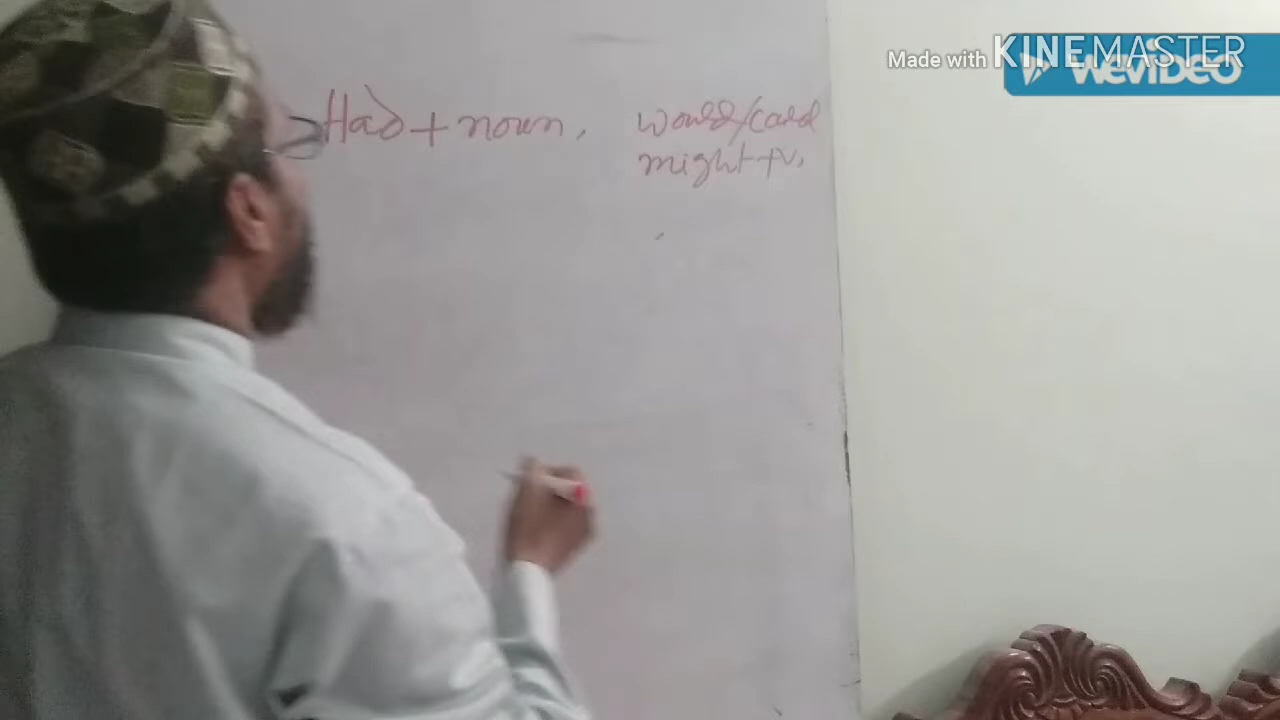 Made with KINEMASTER
WEVIDEO
Had + noun, would/could
might + v,